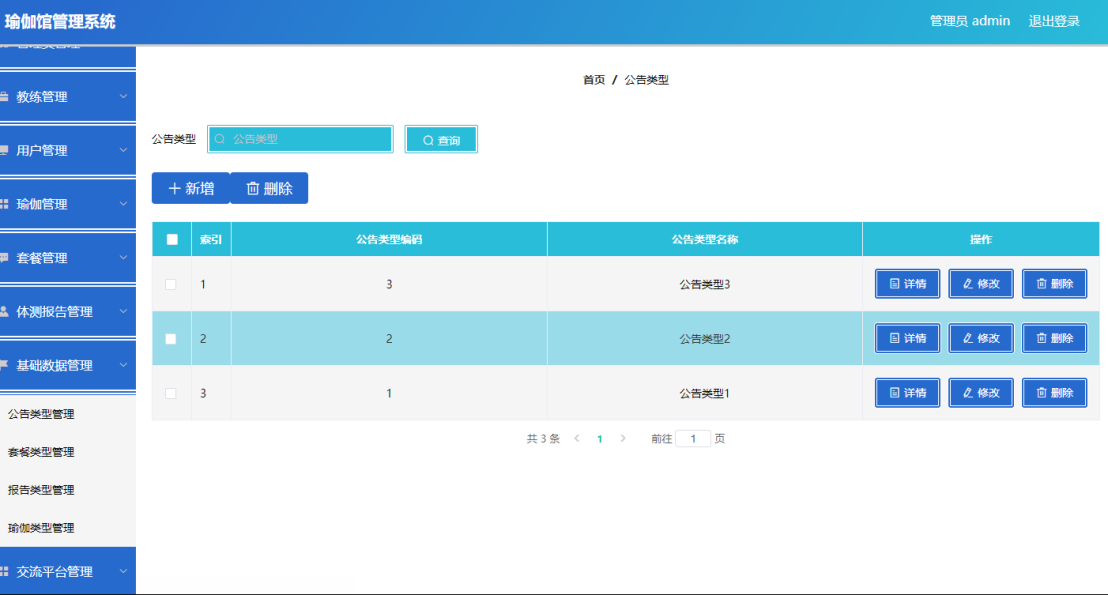 瑜伽馆管理系统
管理员 admin 退出登录
教练管理
用户管理
瑜伽管理
套餐管理
体测报告管理
基础数据管理
公告类型管理
套餐类型管理
报告类型管理
瑜伽类型管理
交流平台管理
首页 / 公告类型
公告类型 公告类型 查询
新增 删除
索引 公告类型编码 公告类型名称 操作
1 3 公告类型3 详情 修改 删除
2 2 公告类型2 详情 修改 删除
3 1 公告类型1 详情 修改 删除
共 3 条 1 前往 1 页